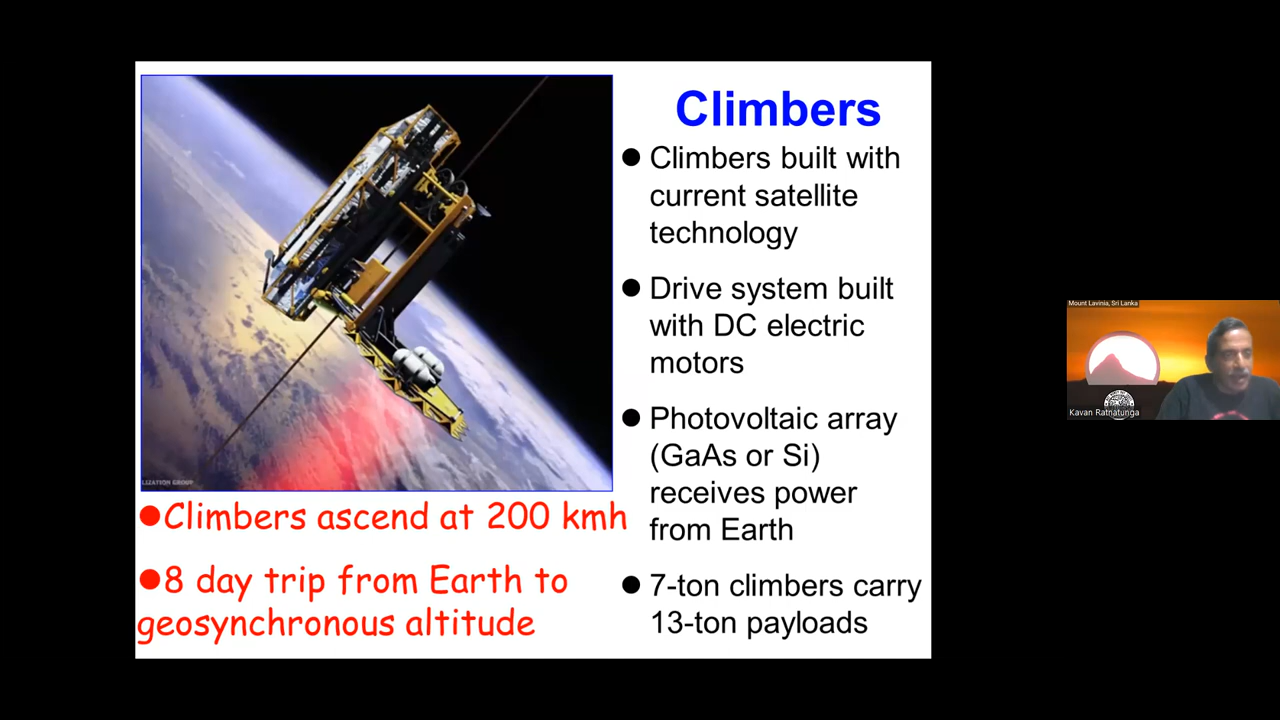 Climbers
● Climbers built with
current satellite
technology
● Drive system built
with DC electric
motors
● Photovoltaic array
(GaAs or Si)
receives power
from Earth
● 7-ton climbers carry
13-ton payloads
LIZATION GROUP
●Climbers ascend at 200 kmh
●8 day trip from Earth to
geosynchronous altitude
Mount Lavinia, Sri Lanka
Kavan Ratnatunga